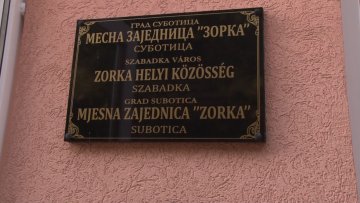 ГРАД СУБОТИЦА
МЕСНА ЗАЈЕДНИЦА "ЗОРКА"
СУБОТИЦА
SZABADKA VÁROS
ZORKA HELYI KÖZÖSSÉG
SZABADKA
GRAD SUBOTICA
MJESNA ZAJEDNICA "ZORKA"
SUBOTICA